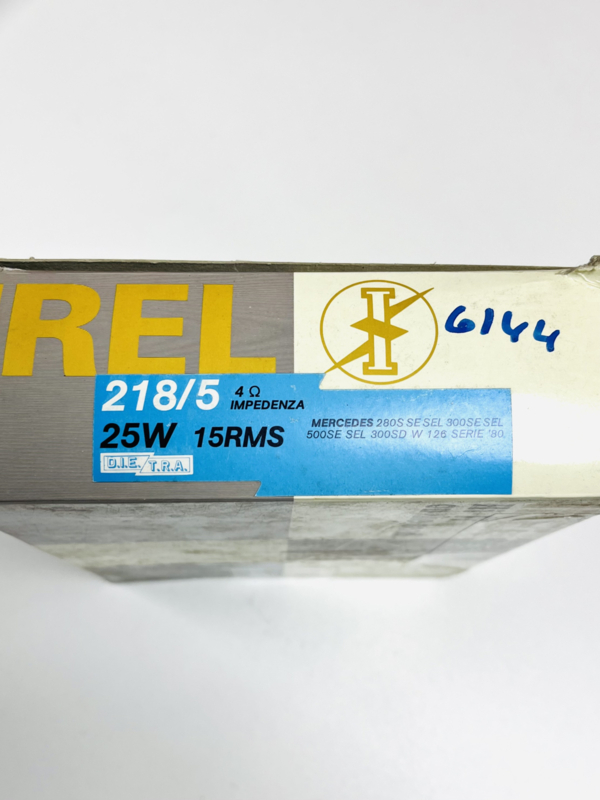 REL
6144
218/5
4 Ω
IMPEDENZA
25W 15RMS
MERCEDES 280S SE SEL 300SE SEL
500SE SEL 300SD W 126 SERIE '80
D.I.E./T.R.A.